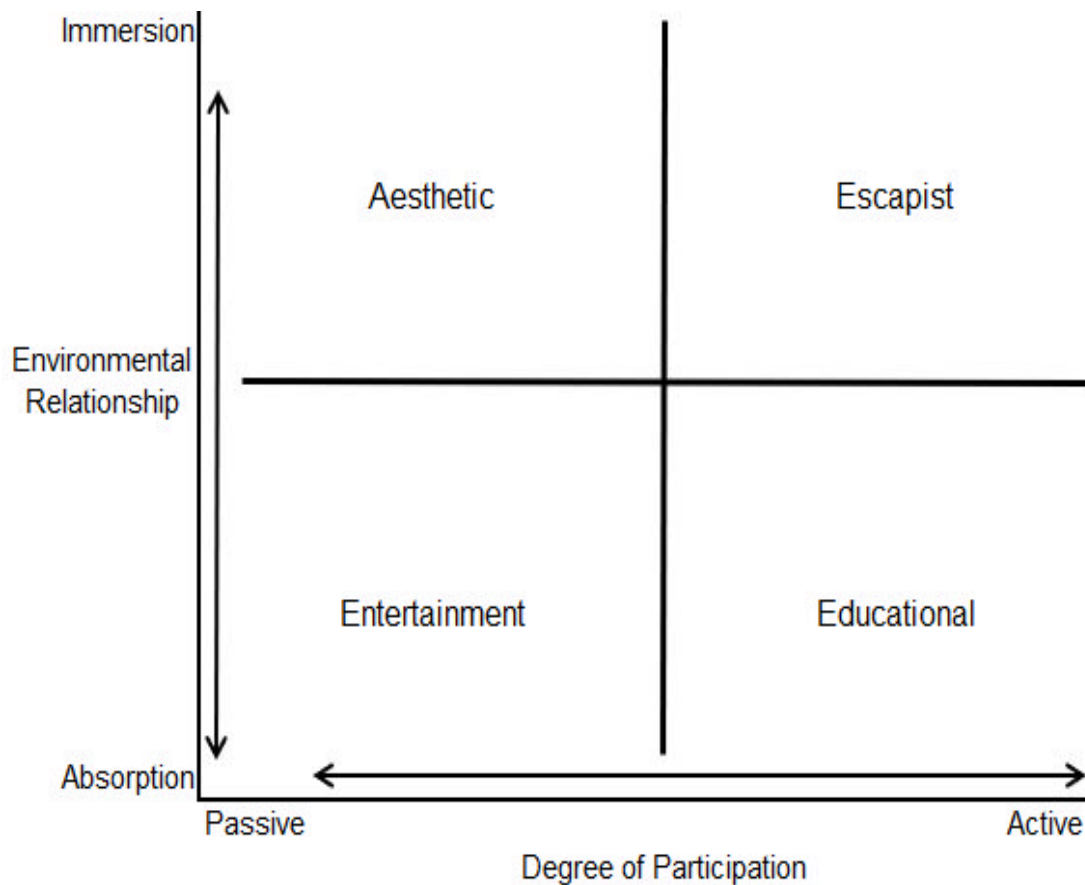 Immersion
Aesthetic
Escapist
Environmental
Relationship
Entertainment
Educational
Absorption
Passive
Active
Degree of Participation